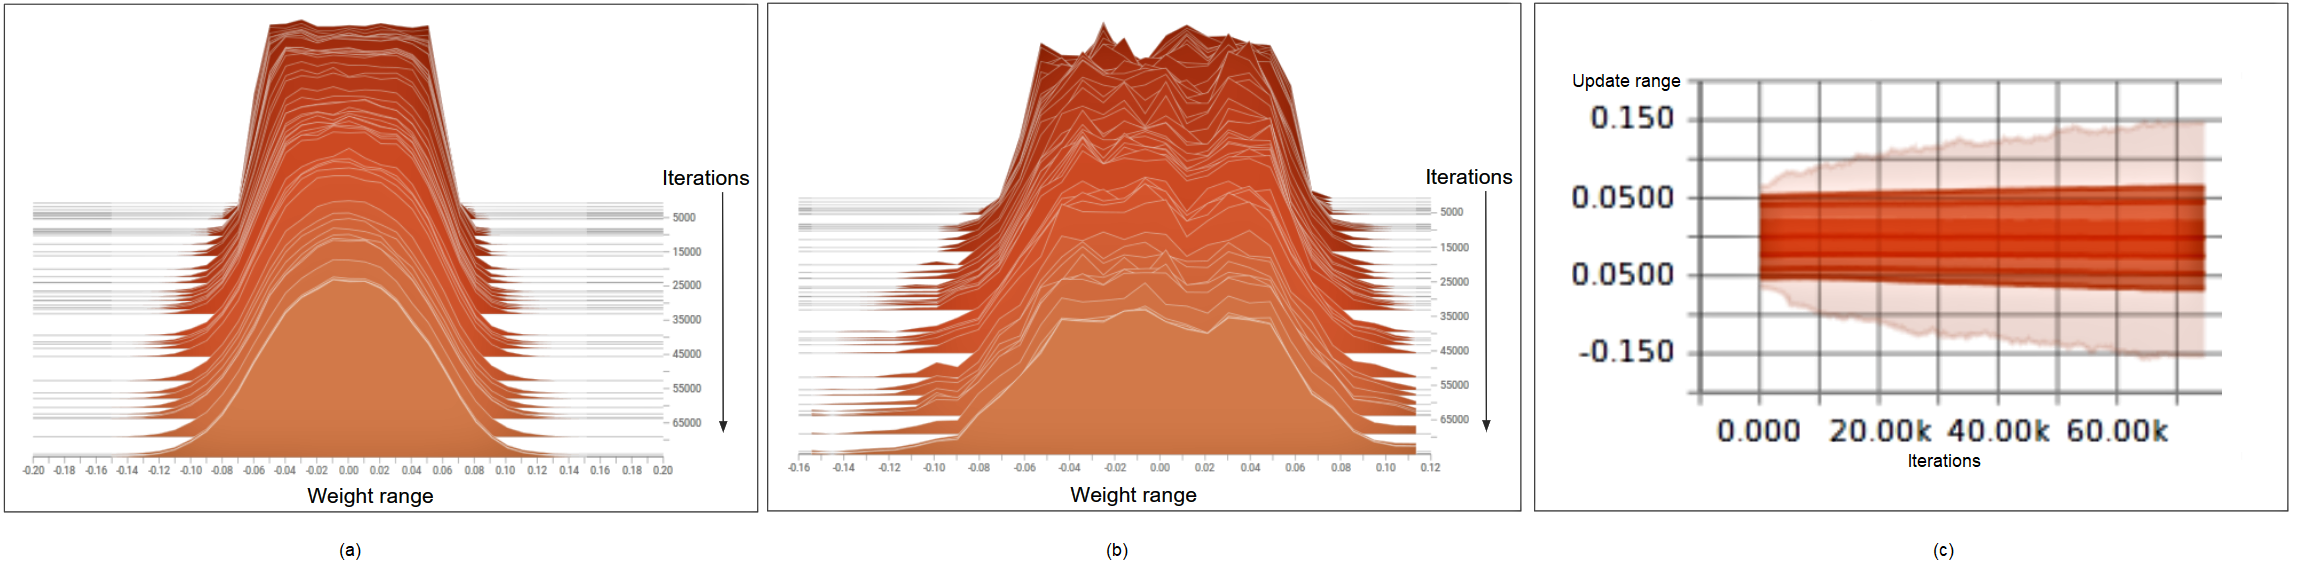 Iterations
5000
15000
25000
35000
45000
55000
65000
-0.20 -0.18 -0.16 -0.14 -0.12 -0.10 -0.08 -0.06 -0.04 -0.02 0.00 0.02 0.04 0.06 0.08 0.10 0.12 0.14 0.16 0.18 0.20
Weight range
(a)
Iterations
5000
15000
25000
35000
45000
55000
65000
-0.16 -0.14 -0.12 -0.10 -0.08 -0.06 -0.04 -0.02 0.00 0.02 0.04 0.06 0.08 0.10 0.12
Weight range
(b)
Update range
0.150
0.0500
0.0500
-0.150
0.000 20.00k 40.00k 60.00k
Iterations
(c)